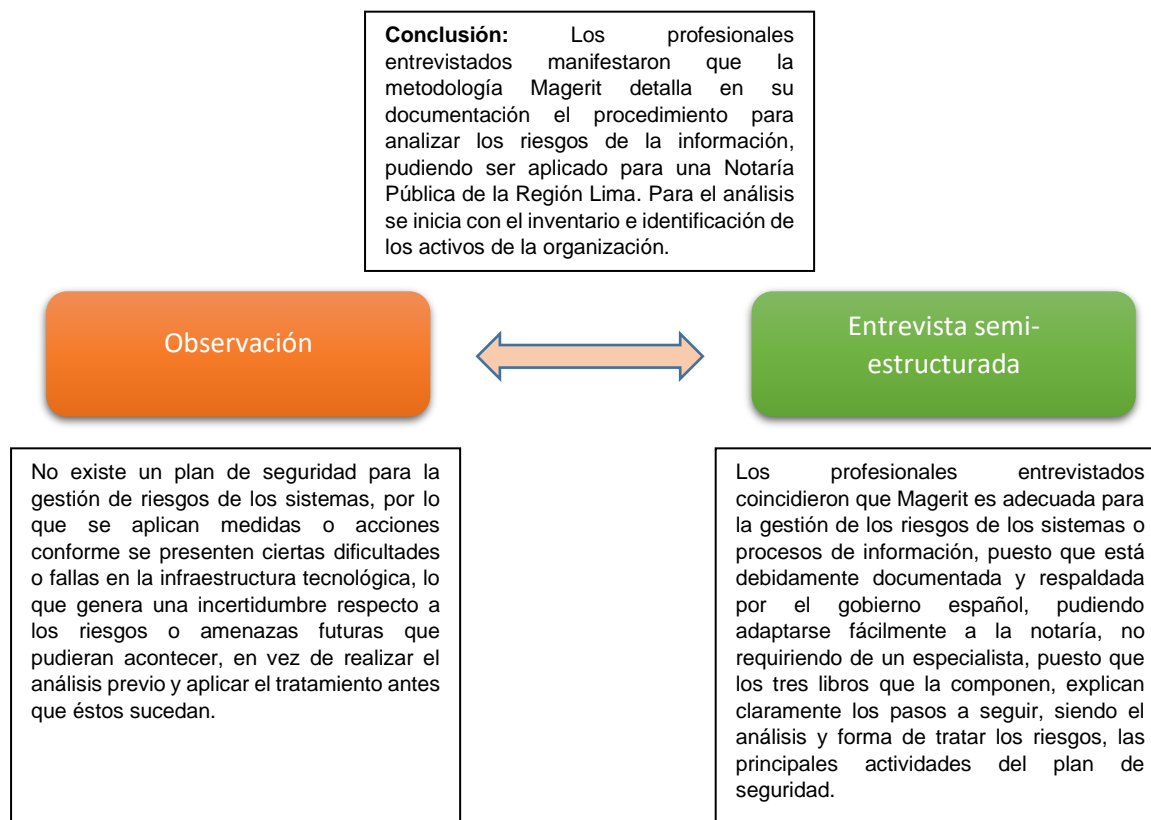 Conclusión: Los profesionales
entrevistados manifestaron que la
metodología Magerit detalla en su
documentación el procedimiento para
analizar los riesgos de la información,
pudiendo ser aplicado para una Notaría
Pública de la Región Lima. Para el análisis
se inicia con el inventario e identificación de
los activos de la organización.
Observación
Entrevista semi-
estructurada
No existe un plan de seguridad para la
gestión de riesgos de los sistemas, por lo
que se aplican medidas o acciones
conforme se presenten ciertas dificultades
o fallas en la infraestructura tecnológica, lo
que genera una incertidumbre respecto a
los riesgos o amenazas futuras que
pudieran acontecer, en vez de realizar el
análisis previo y aplicar el tratamiento antes
que éstos sucedan.
Los profesionales entrevistados
coincidieron que Magerit es adecuada para
la gestión de los riesgos de los sistemas o
procesos de información, puesto que está
debidamente documentada y respaldada
por el gobierno español, pudiendo
adaptarse fácilmente a la notaría, no
requiriendo de un especialista, puesto que
los tres libros que la componen, explican
claramente los pasos a seguir, siendo el
análisis y forma de tratar los riesgos, las
principales actividades del plan de
seguridad.